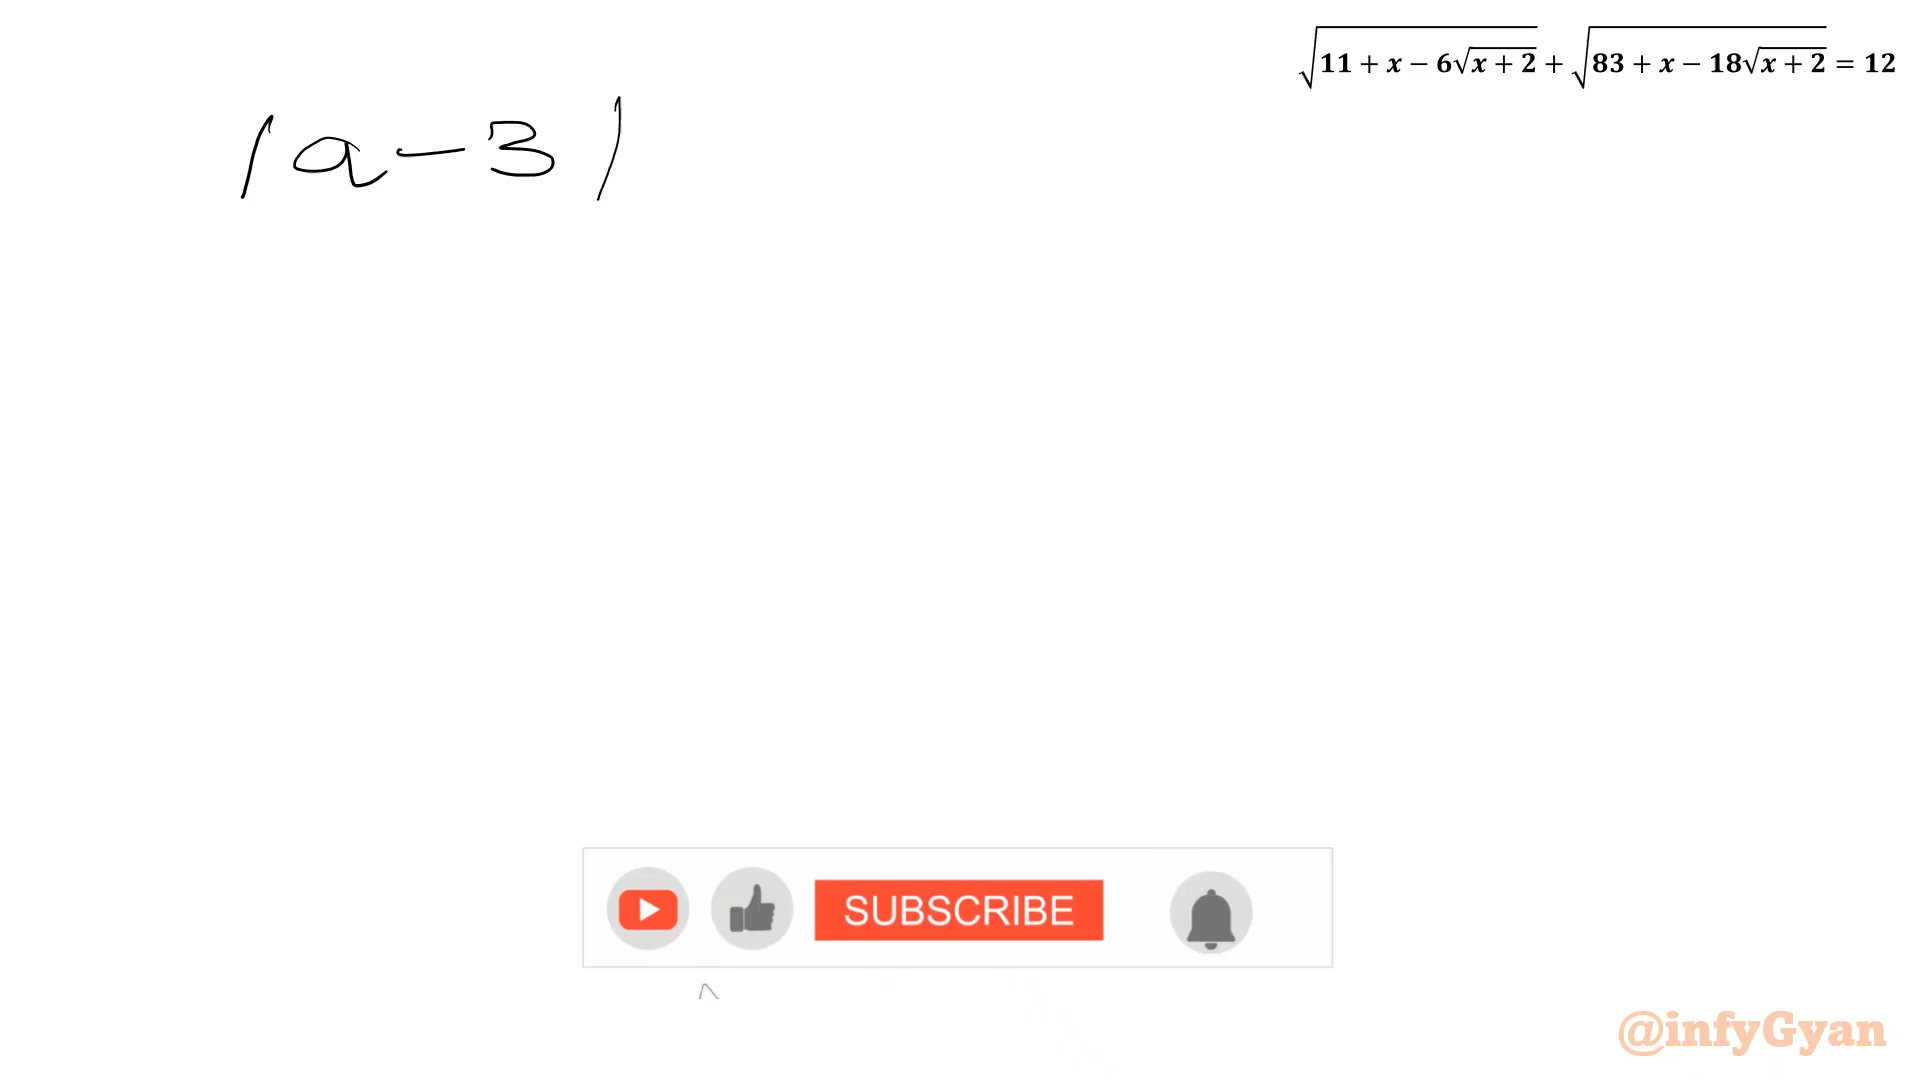 √(11 + x − 6√(x + 2)) + √(83 + x − 18√(x + 2)) = 12
|a − 3|
SUBSCRIBE
@infyGyan